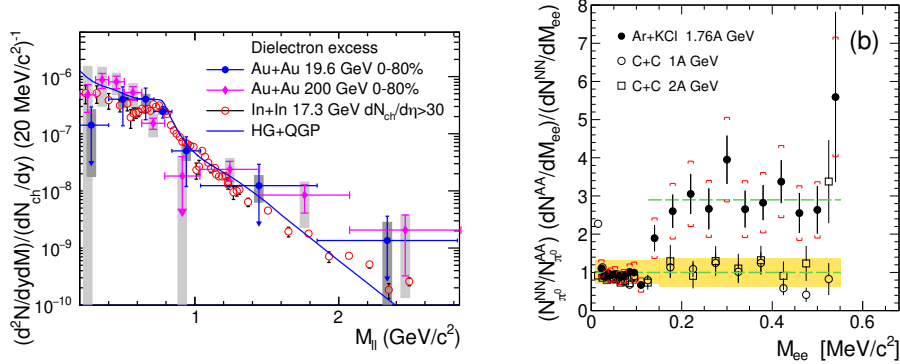 (d²N/dydM)/(dN_ch/dy) (20 MeV/c²)⁻¹
10⁻⁶
10⁻⁷
10⁻⁸
10⁻⁹
10⁻¹⁰
Dielectron excess
Au+Au 19.6 GeV 0-80%
Au+Au 200 GeV 0-80%
In+In 17.3 GeV dN_ch/dη>30
HG+QGP
1
2
M_ll (GeV/c²)
(N^NN_π⁰/N^AA_π⁰) (dN^AA/dM_ee)/(dN^NN/dM_ee)
8
7
6
5
4
3
2
1
0
Ar+KCl 1.76A GeV
C+C 1A GeV
C+C 2A GeV
(b)
0
0.2
0.4
0.6
M_ee [MeV/c²]